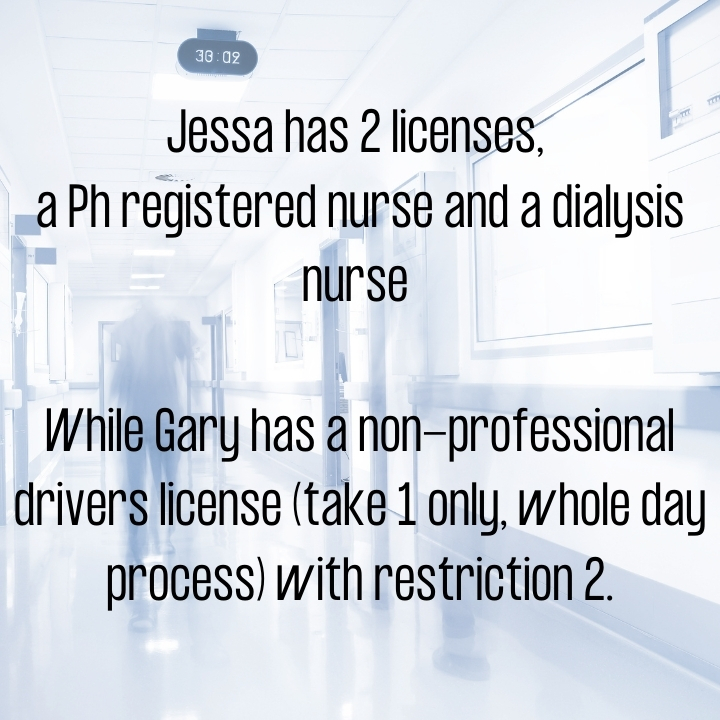 38:02
Jessa has 2 licenses,
a Ph registered nurse and a dialysis
nurse
While Gary has a non-professional
drivers license (take 1 only, whole day
process) with restriction 2.